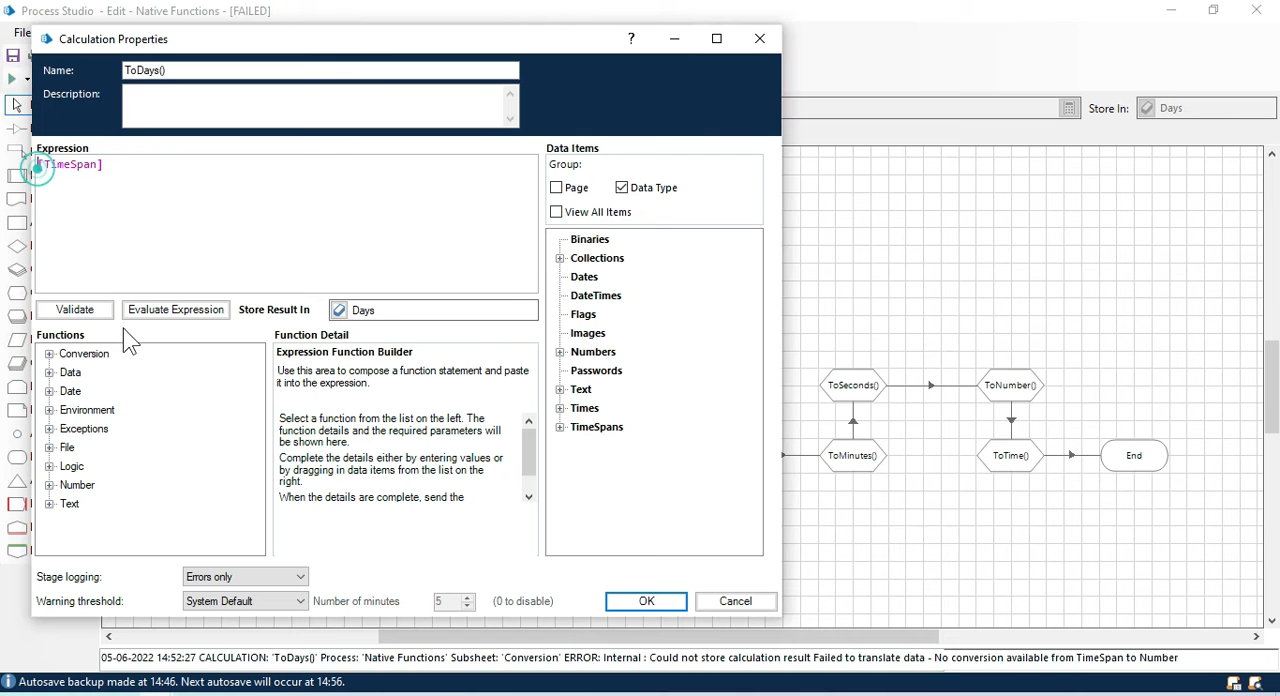 Process Studio - Edit - Native Functions - [FAILED]
File
Calculation Properties
?
Name:
ToDays()
Description:
Store In:
Days
Expression
[TimeSpan]
Data Items
Group:
Page
Data Type
View All Items
Binaries
Collections
Dates
DateTimes
Flags
Images
Numbers
Passwords
Text
Times
TimeSpans
Validate
Evaluate Expression
Store Result In
Days
Functions
Conversion
Data
Date
Environment
Exceptions
File
Logic
Number
Text
Function Detail
Expression Function Builder
Use this area to compose a function statement and paste
it into the expression.
Select a function from the list on the left. The
function details and the required parameters will
be shown here.
Complete the details either by entering values or
by dragging in data items from the list on the
right.
When the details are complete, send the
Stage logging:
Errors only
Warning threshold:
System Default
Number of minutes
5
(0 to disable)
OK
Cancel
ToSeconds()
ToNumber()
ToMinutes()
ToTime()
End
05-06-2022 14:52:27 CALCULATION: 'ToDays()' Process: 'Native Functions' Subsheet: 'Conversion' ERROR: Internal : Could not store calculation result Failed to translate data - No conversion available from TimeSpan to Number
Autosave backup made at 14:46. Next autosave will occur at 14:56.